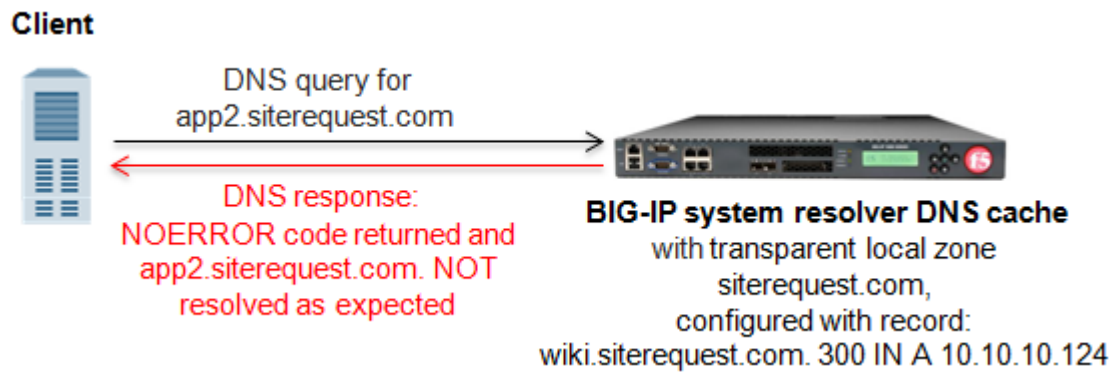 Client
DNS query for
app2.siterequest.com
DNS response:
NOERROR code returned and
app2.siterequest.com. NOT
resolved as expected
f5
BIG-IP system resolver DNS cache
with transparent local zone
siterequest.com,
configured with record:
wiki.siterequest.com. 300 IN A 10.10.10.124